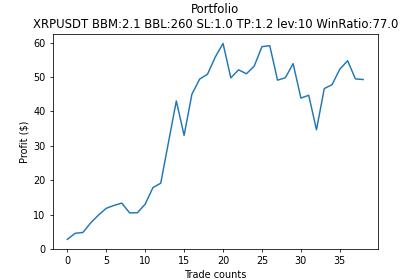 Portfolio
XRPUSDT BBM:2.1 BBL:260 SL:1.0 TP:1.2 lev:10 WinRatio:77.0
60
50
40
30
20
10
0
Profit ($)
0 5 10 15 20 25 30 35
Trade counts